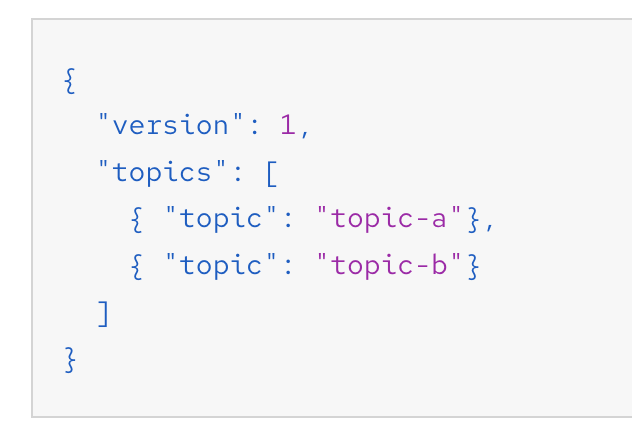 {
  "version": 1,
  "topics": [
    { "topic": "topic-a"},
    { "topic": "topic-b"}
  ]
}